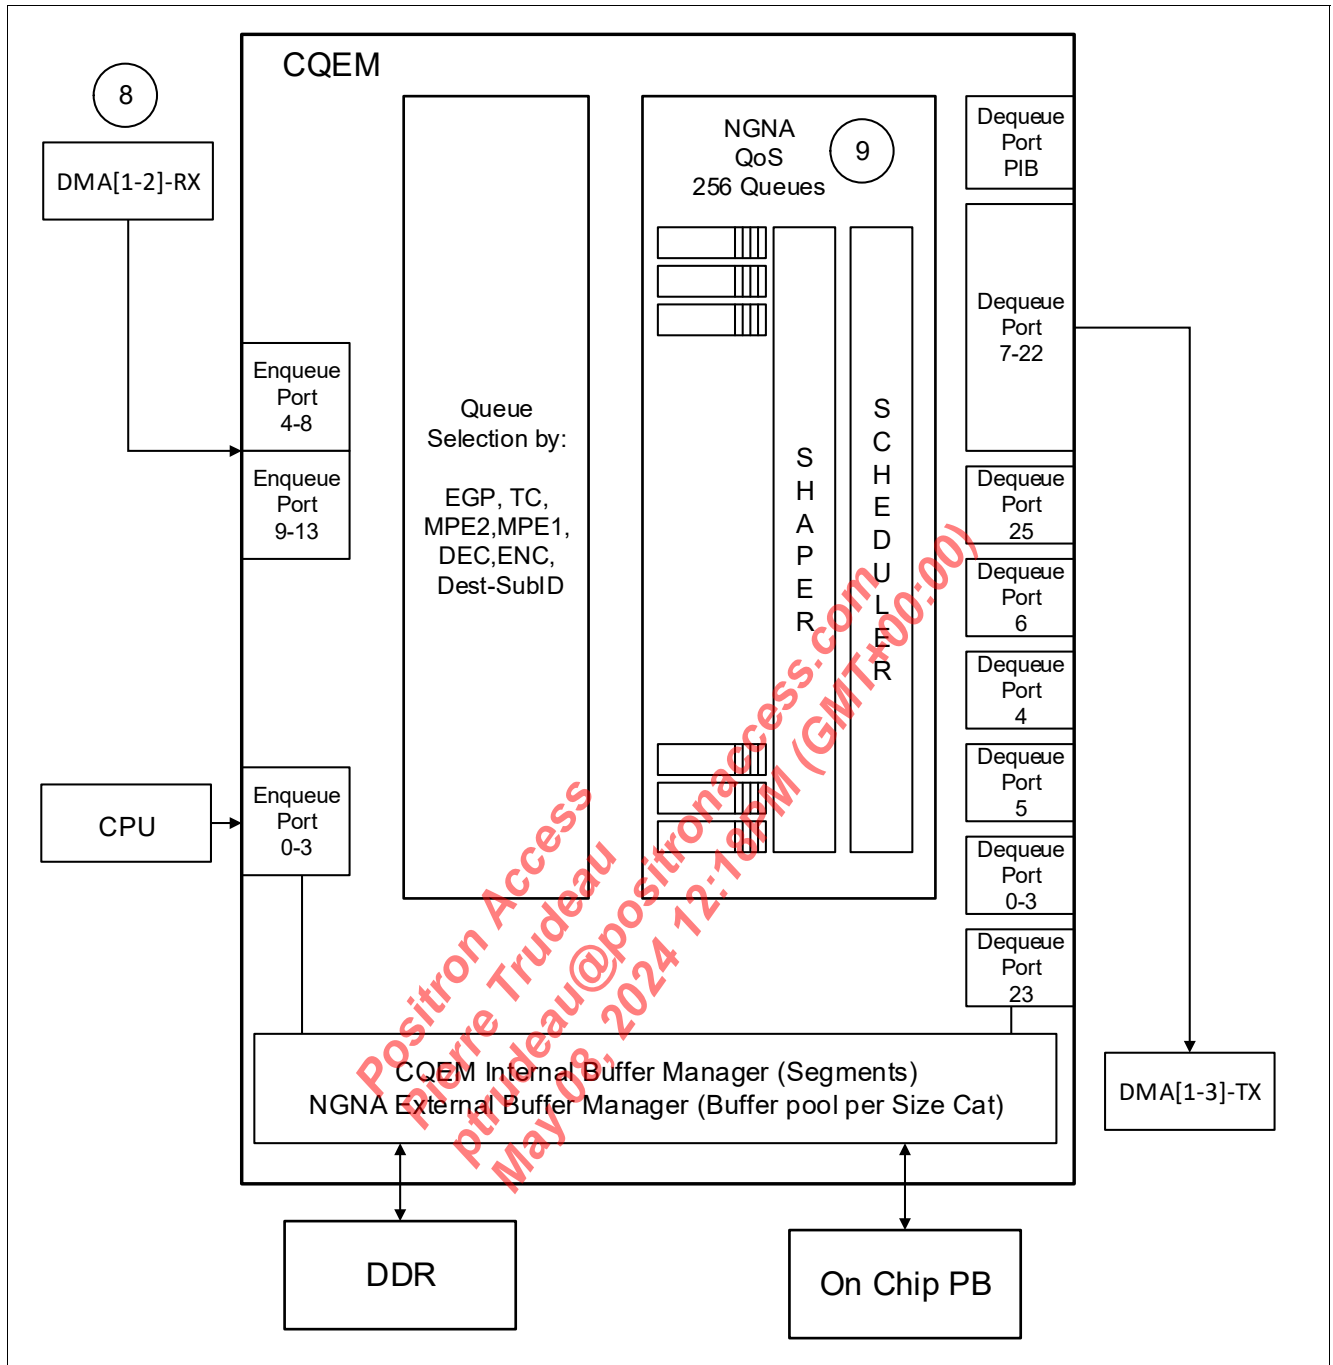 CQEM
8
DMA[1-2]-RX
Enqueue
Port
4-8
Enqueue
Port
9-13
CPU
Enqueue
Port
0-3
Queue
Selection by:
EGP, TC,
MPE2,MPE1,
DEC,ENC,
Dest-SubID
NGNA
QoS
256 Queues
9
SHAPER
SCHEDULER
Dequeue
Port
PIB
Dequeue
Port
7-22
Dequeue
Port
25
Dequeue
Port
6
Dequeue
Port
4
Dequeue
Port
5
Dequeue
Port
0-3
Dequeue
Port
23
CQEM Internal Buffer Manager (Segments)
NGNA External Buffer Manager (Buffer pool per Size Cat)
DMA[1-3]-TX
DDR
On Chip PB
Positron Access
Pierre Trudeau
ptrudeau@positronaccess.com
May 08, 2024 12:18PM (GMT+00:00)